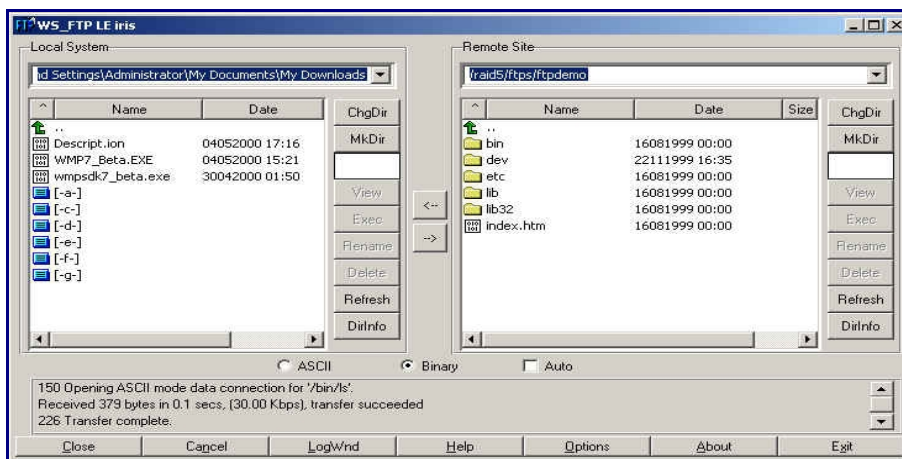 WS_FTP LE iris
Local System
nd Settings\Administrator\My Documents\My Downloads
^ Name Date
..
Descript.ion 04052000 17:16
WMP7_Beta.EXE 04052000 15:21
wmpsdk7_beta.exe 30042000 01:50
[-a-]
[-c-]
[-d-]
[-e-]
[-f-]
[-g-]
ChgDir
MkDir
View
Exec
Rename
Delete
Refresh
DirInfo
<--
-->
Remote Site
/raid5/ftps/ftpdemo
^ Name Date Size
..
bin 16081999 00:00
dev 22111999 16:35
etc 16081999 00:00
lib 16081999 00:00
lib32 16081999 00:00
index.htm 16081999 00:00
ChgDir
MkDir
View
Exec
Rename
Delete
Refresh
DirInfo
ASCII Binary Auto
150 Opening ASCII mode data connection for '/bin/ls'.
Received 379 bytes in 0.1 secs, (30.00 Kbps), transfer succeeded
226 Transfer complete.
Close Cancel LogWnd Help Options About Exit